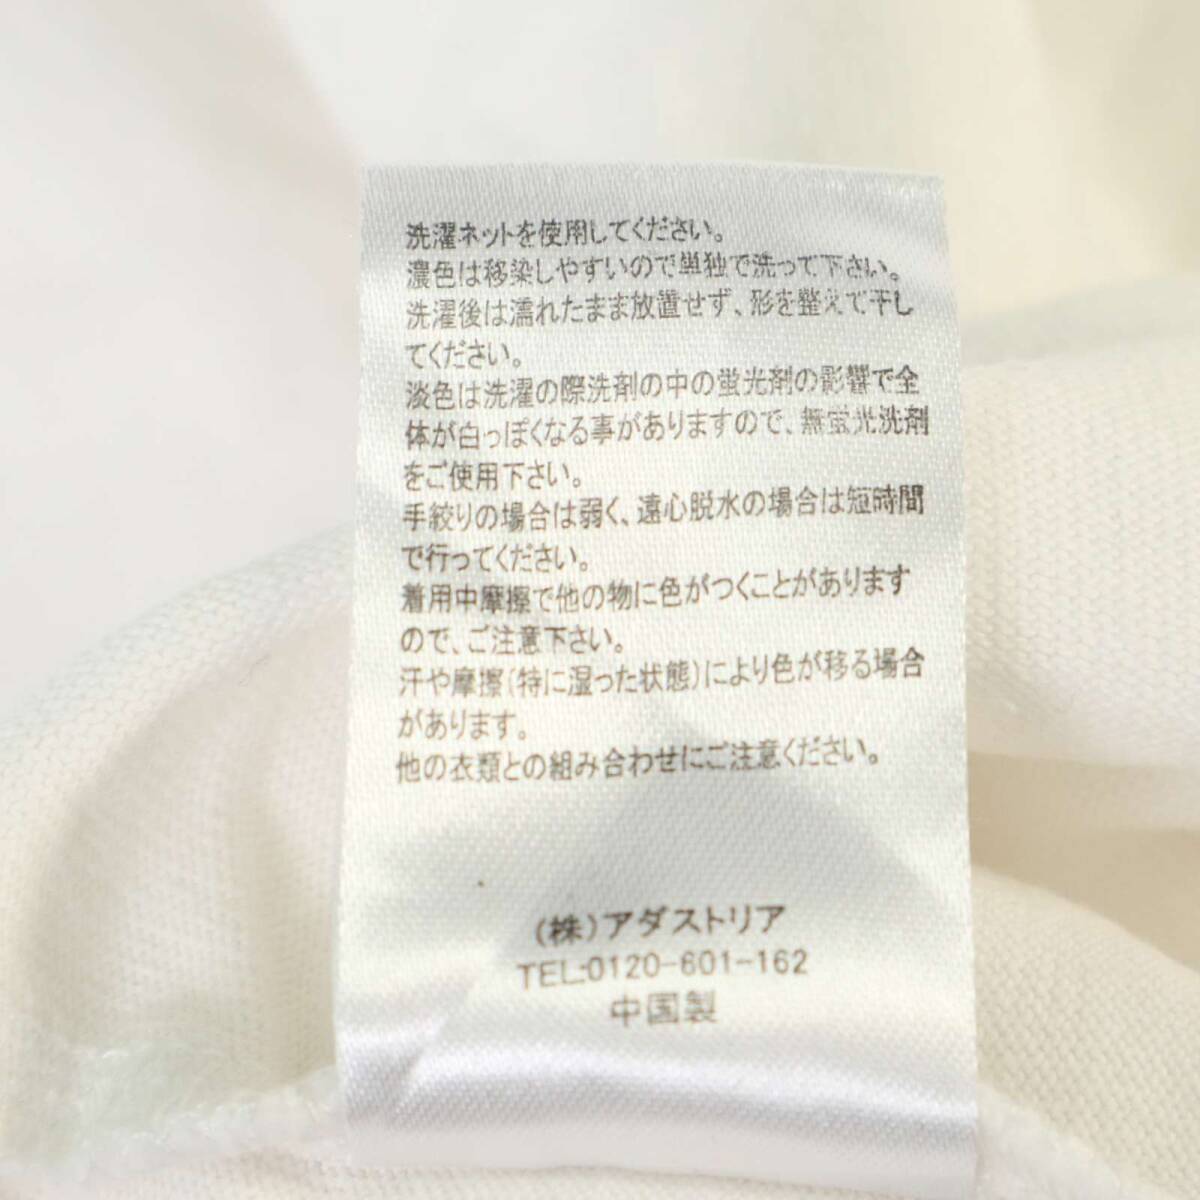 洗濯ネットを使用してください。
濃色は移染しやすいので単独で洗って下さい。
洗濯後は濡れたまま放置せず、形を整えて干し
てください。
淡色は洗濯の際洗剤の中の蛍光剤の影響で全
体が白っぽくなる事がありますので、無蛍光洗剤
をご使用下さい。
手絞りの場合は弱く、遠心脱水の場合は短時間
で行ってください。
着用中摩擦で他の物に色がつくことがあります
ので、ご注意下さい。
汗や摩擦(特に湿った状態)により色が移る場合
があります。
他の衣類との組み合わせにご注意ください。
(株)アダストリア
TEL:0120-601-162
中国製